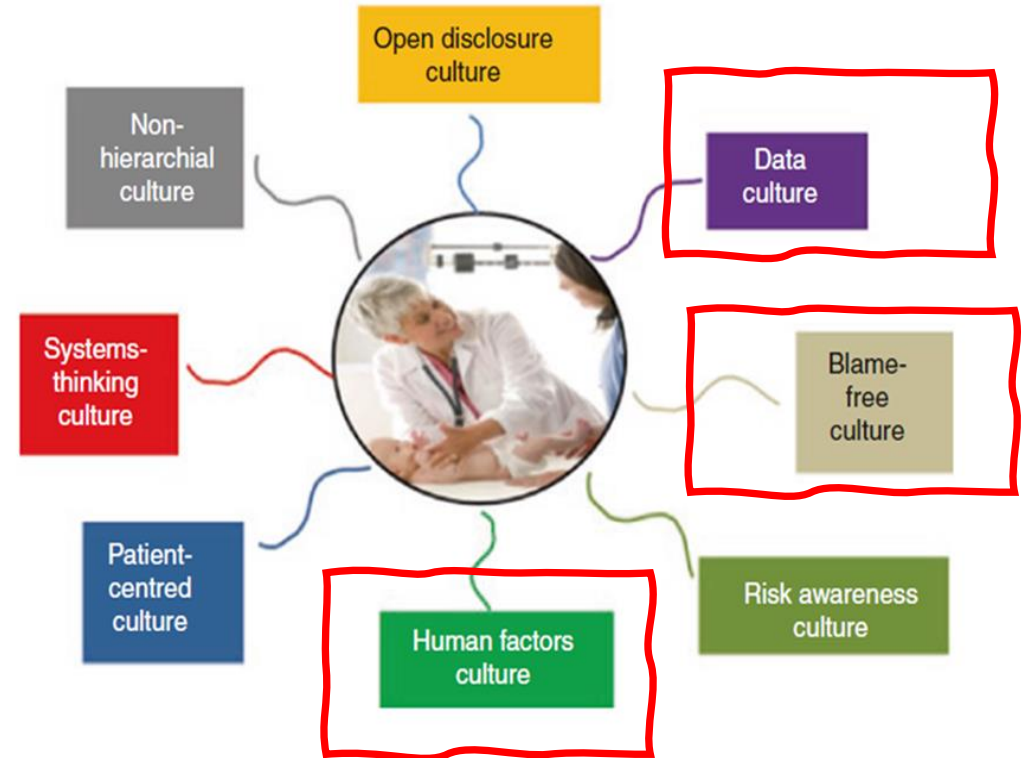 Open disclosure
culture
Non-
hierarchial
culture
Data
culture
Systems-
thinking
culture
Blame-
free
culture
Patient-
centred
culture
Human factors
culture
Risk awareness
culture